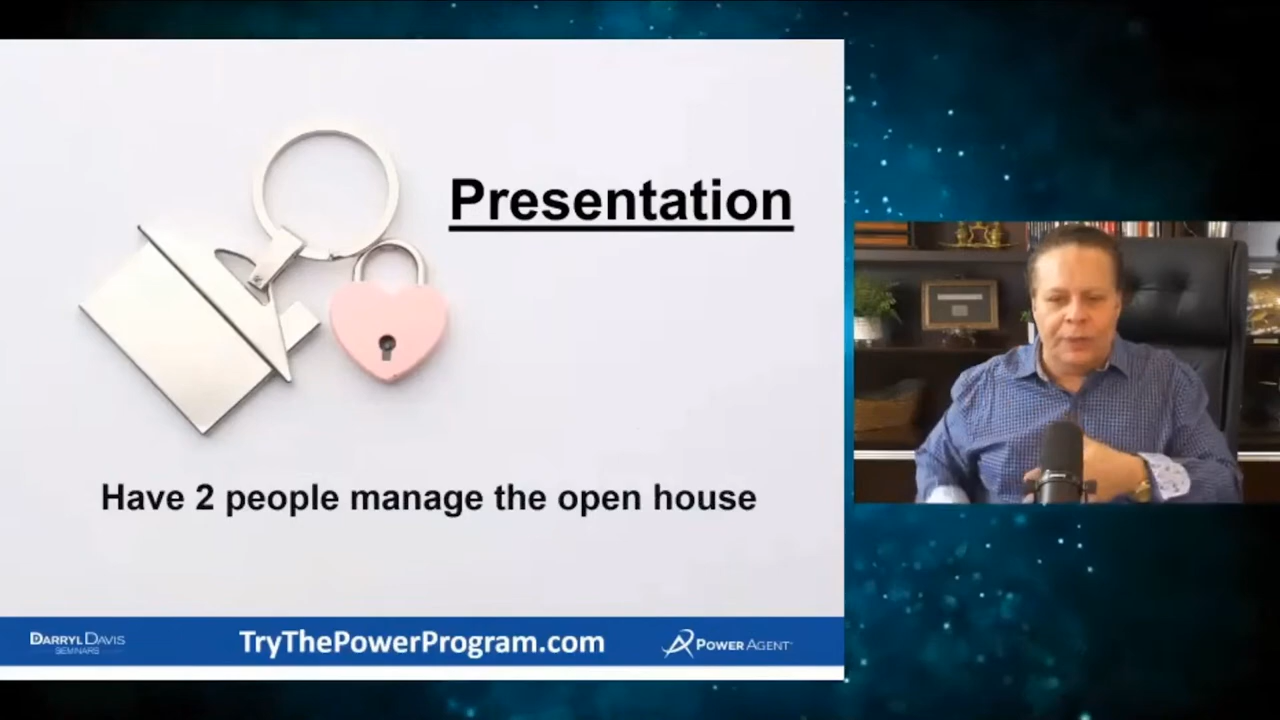 Presentation
Have 2 people manage the open house
DARRYL DAVIS
SEMINARS
TryThePowerProgram.com
POWER AGENT